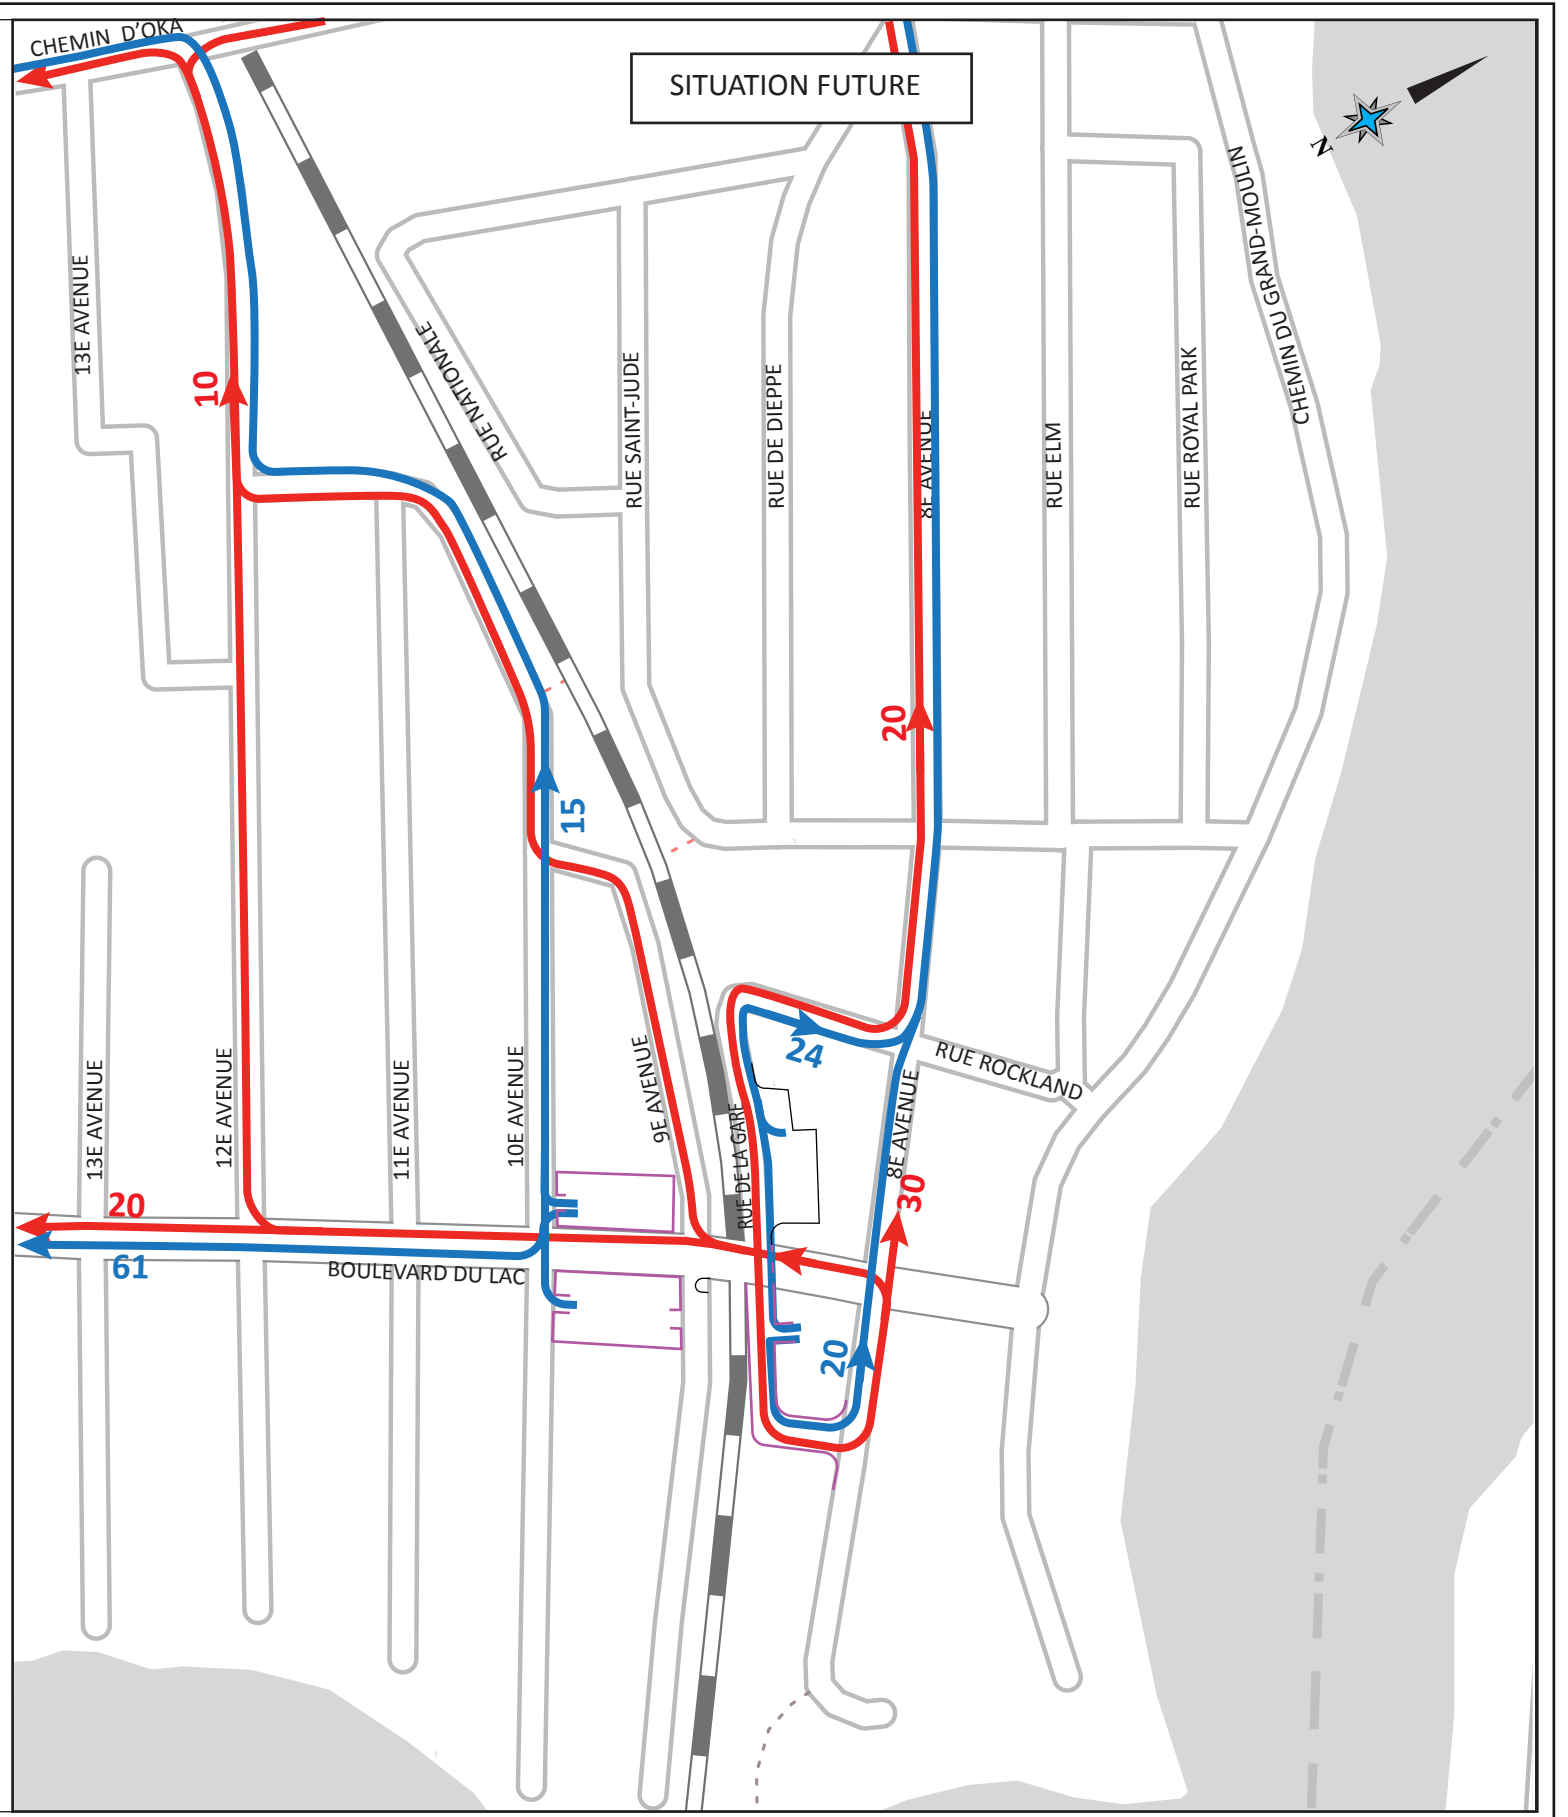 CHEMIN D'OKA
SITUATION FUTURE
N
CHEMIN DU GRAND-MOULIN
13E AVENUE
10
RUE NATIONALE
RUE SAINT-JUDE
RUE DE DIEPPE
8E AVENUE
RUE ELM
RUE ROYAL PARK
20
15
24
RUE ROCKLAND
13E AVENUE
12E AVENUE
11E AVENUE
10E AVENUE
9E AVENUE
RUE DE LA GARE
8E AVENUE
30
20
61
BOULEVARD DU LAC
20